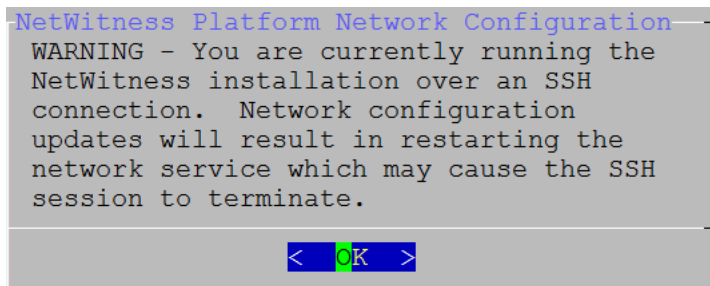 NetWitness Platform Network Configuration
WARNING - You are currently running the
NetWitness installation over an SSH
connection.  Network configuration
updates will result in restarting the
network service which may cause the SSH
session to terminate.
<  OK  >